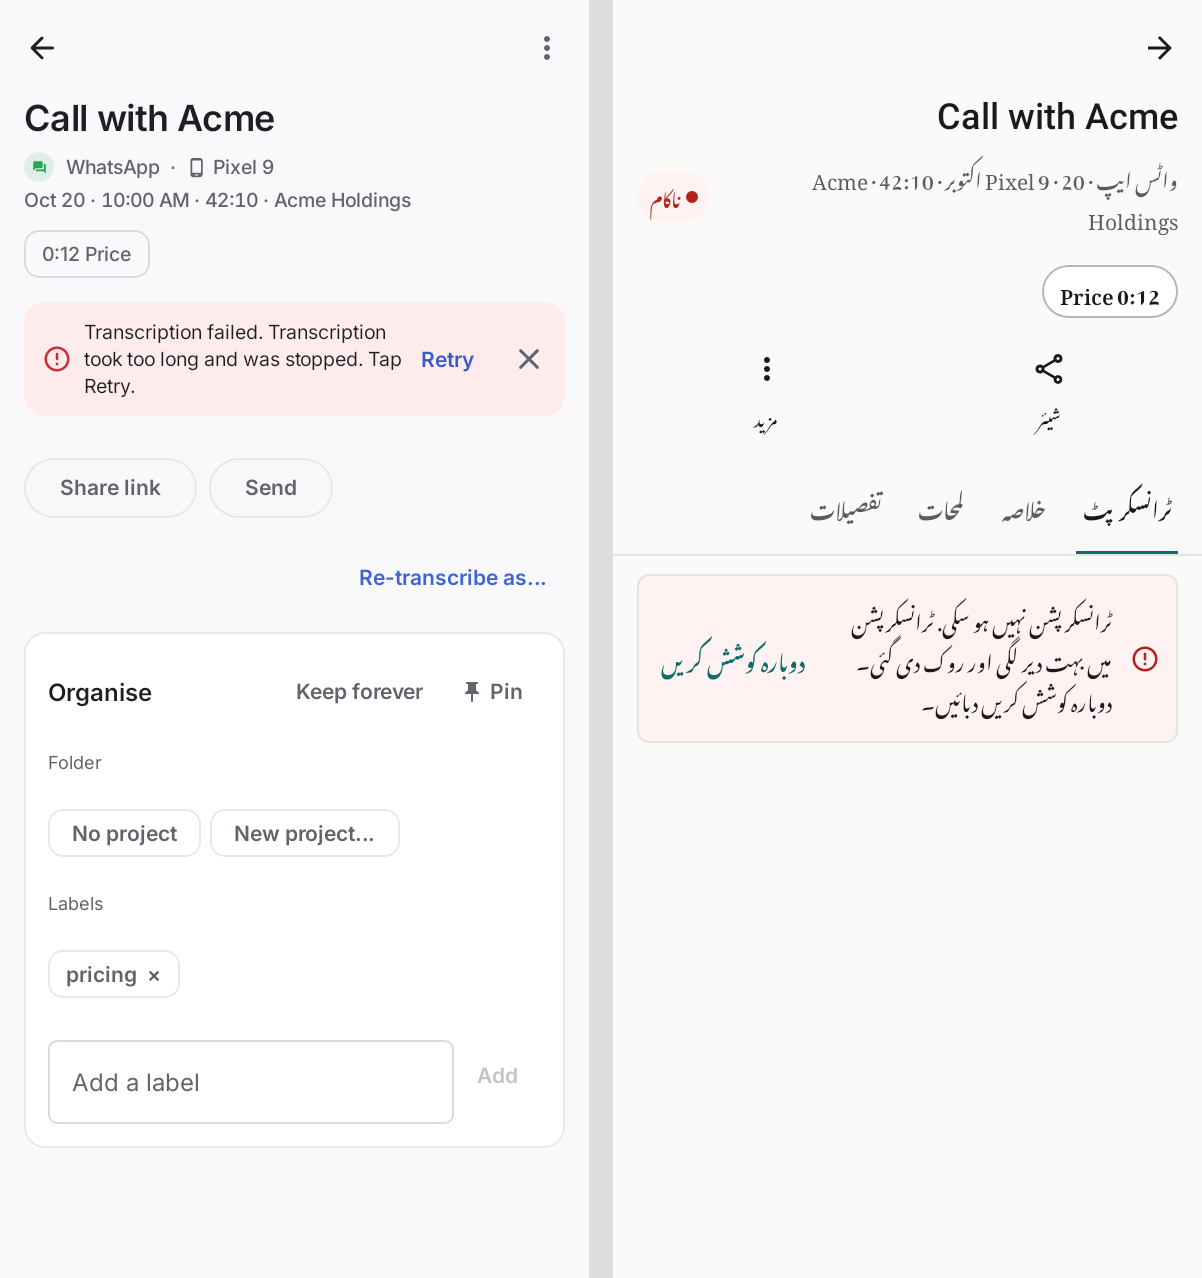 Call with Acme
WhatsApp · Pixel 9
Oct 20 · 10:00 AM · 42:10 · Acme Holdings
0:12 Price
Transcription failed. Transcription
took too long and was stopped. Tap
Retry.
Retry
Share link
Send
Re-transcribe as...
Organise
Keep forever
Pin
Folder
No project
New project...
Labels
pricing ×
Add a label
Add
Call with Acme
واٹس ایپ · Pixel 9 · 20 اکتوبر · 42:10 · Acme
Holdings
ناکام
Price 0:12
شیئر
مزید
ٹرانسکرپٹ
خلاصہ
لمحات
تفصیلات
ٹرانسکرپشن نہیں ہو سکی. ٹرانسکرپشن
میں بہت دیر لگی اور روک دی گئی۔
دوبارہ کوشش کریں دبائیں۔
دوبارہ کوشش کریں